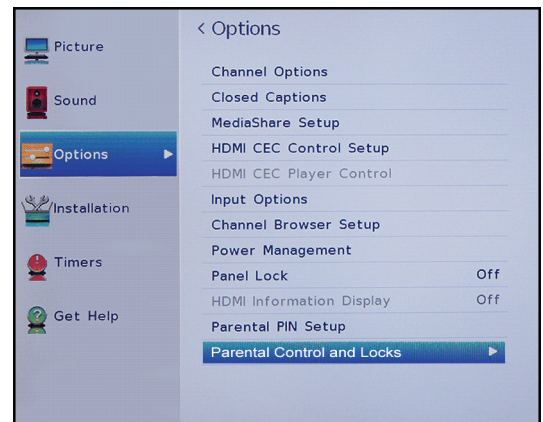 Picture
Sound
Options
Installation
Timers
Get Help
< Options
Channel Options
Closed Captions
MediaShare Setup
HDMI CEC Control Setup
HDMI CEC Player Control
Input Options
Channel Browser Setup
Power Management
Panel Lock Off
HDMI Information Display Off
Parental PIN Setup
Parental Control and Locks